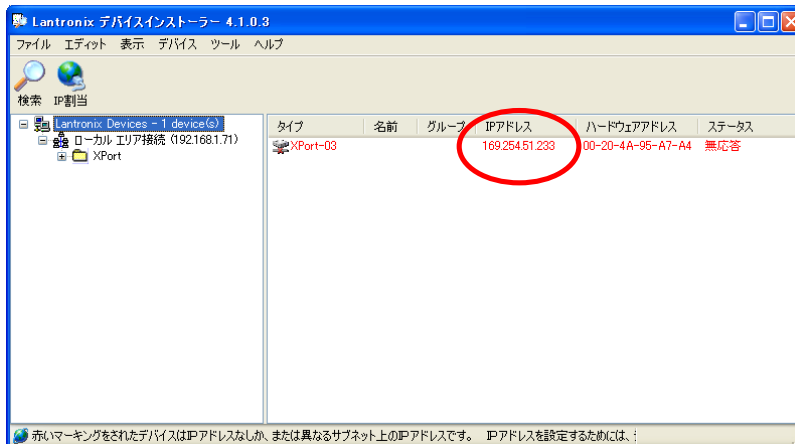 Lantronix デバイスインストーラー 4.1.0.3
ファイル エディット 表示 デバイス ツール ヘルプ
検索 IP割当
Lantronix Devices - 1 device(s)
ローカル エリア接続 (192.168.1.71)
XPort
タイプ 名前 グループ IPアドレス ハードウェアアドレス ステータス
XPort-03 169.254.51.233 00-20-4A-95-A7-A4 無応答
赤いマーキングをされたデバイスはIPアドレスなしか、または異なるサブネット上のIPアドレスです。 IPアドレスを設定するためには、